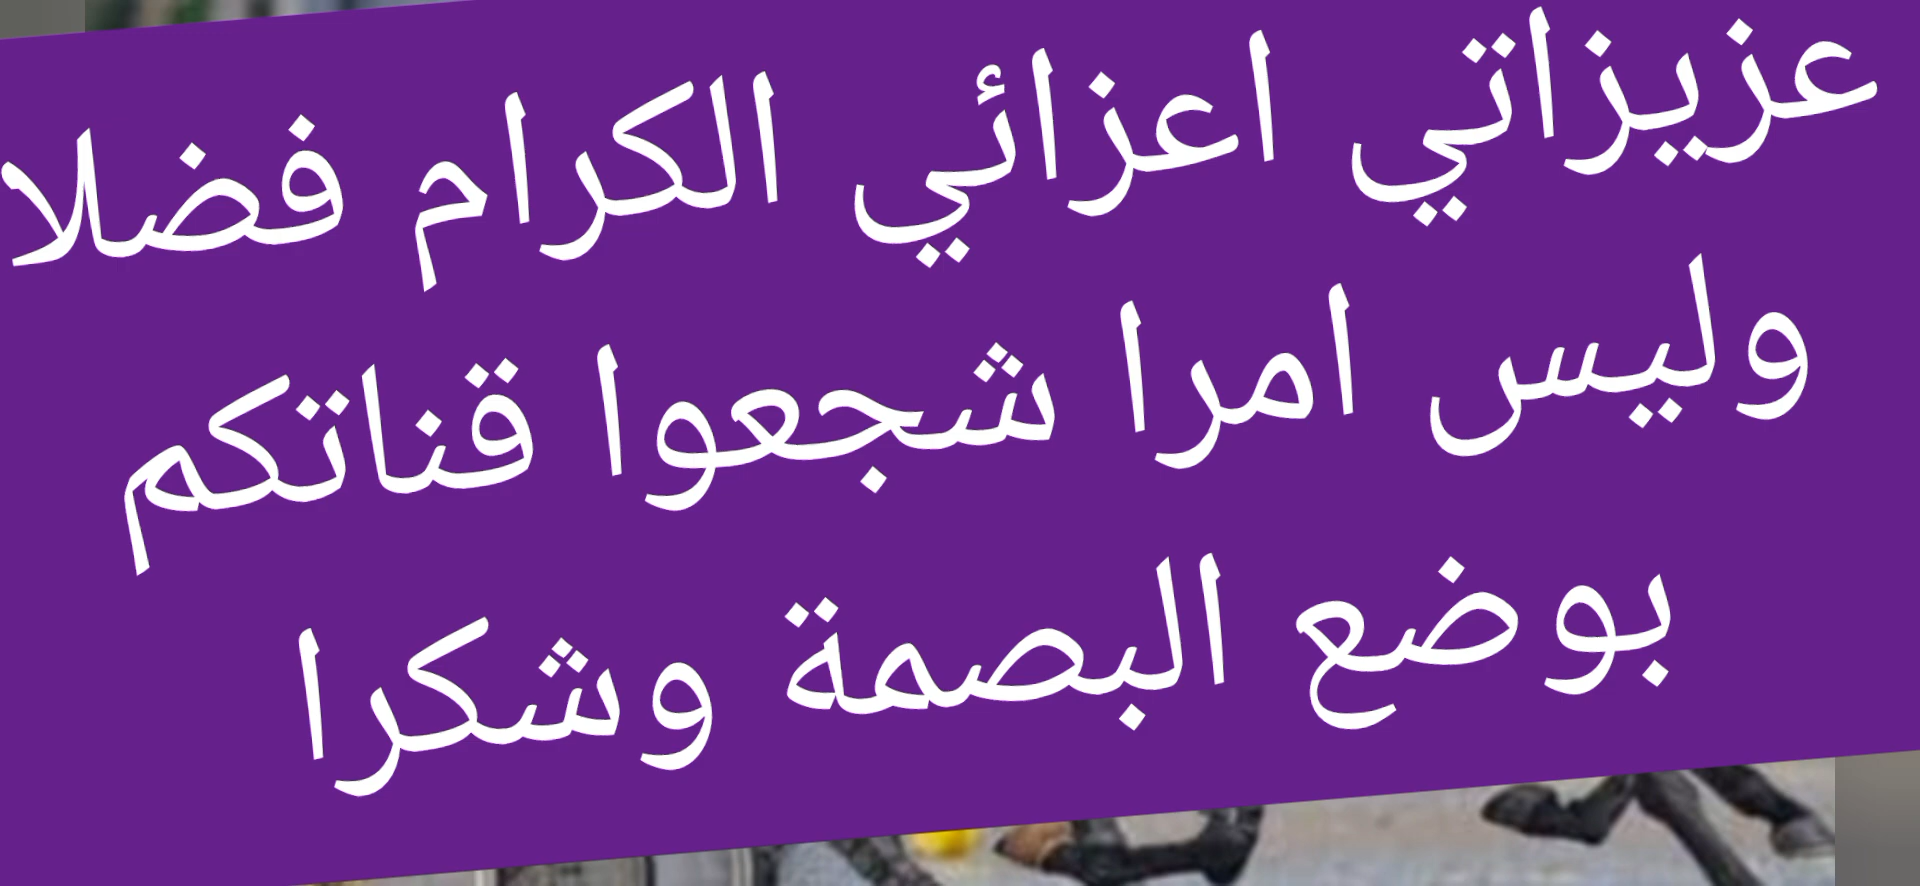 عزيزاتي اعزائي الكرام فضلا
وليس امرا شجعوا قناتكم
بوضع البصمة وشكرا